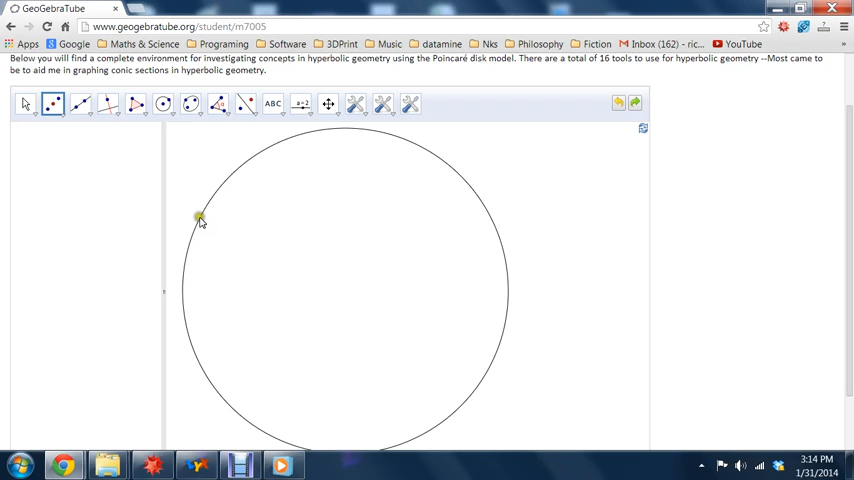 GeoGebraTube
www.geogebratube.org/student/m7005
Apps Google Maths & Science Programing Software 3DPrint Music datamine Nks Philosophy Fiction Inbox (162) - ric... YouTube
Below you will find a complete environment for investigating concepts in hyperbolic geometry using the Poincaré disk model. There are a total of 16 tools to use for hyperbolic geometry --Most came to
be to aid me in graphing conic sections in hyperbolic geometry.
ABC
a=2
3:14 PM
1/31/2014